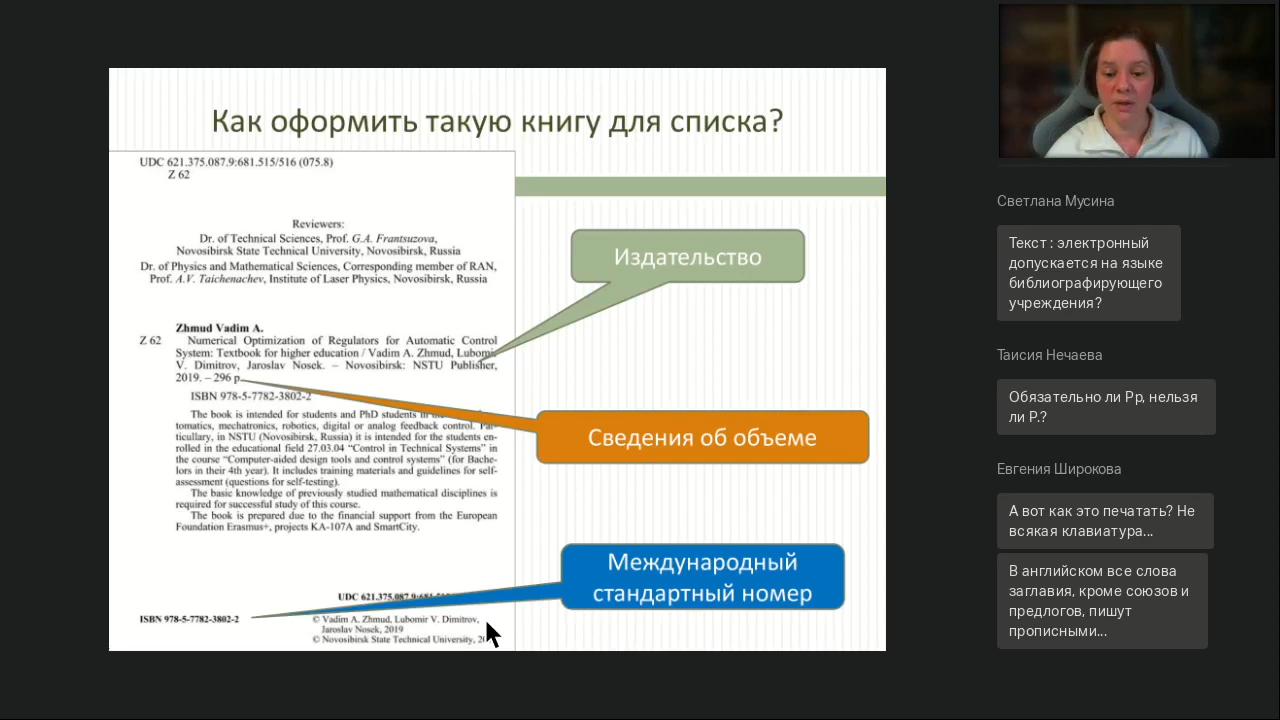 Как оформить такую книгу для списка?
UDC 621.375.087.9:681.515/516 (075.8)
Z 62
Reviewers:
Dr. of Technical Sciences, Prof. G.A. Frantsuzova,
Novosibirsk State Technical University, Novosibirsk, Russia
Dr. of Physics and Mathematical Sciences, Corresponding member of RAN,
Prof. A.V. Taichenachev, Institute of Laser Physics, Novosibirsk, Russia
Zhmud Vadim A.
Z 62 Numerical Optimization of Regulators for Automatic Control
System: Textbook for higher education / Vadim A. Zhmud, Lubomir
V. Dimitrov, Jaroslav Nosek. – Novosibirsk: NSTU Publisher,
2019. – 296 p.
ISBN 978-5-7782-3802-2
The book is intended for students and PhD students
tomatics, mechatronics, robotics, digital or analog feedback control. Par-
ticullary, in NSTU (Novosibirsk, Russia) it is intended for the students en-
rolled in the educational field 27.03.04 “Control in Technical Systems” in
the course “Computer-aided design tools and control systems” (for Bache-
lors in their 4th year). It includes training materials and guidelines for self-
assessment (questions for self-testing).
The basic knowledge of previously studied mathematical disciplines is
required for successful study of this course.
The book is prepared due to the financial support from the European
Foundation Erasmus+, projects KA-107A and SmartCity.
UDC 621.375.087.9:681.515
ISBN 978-5-7782-3802-2
© Vadim A. Zhmud, Lubomir V. Dimitrov,
Jaroslav Nosek, 2019
© Novosibirsk State Technical University,
Издательство
Сведения об объеме
Международный
стандартный номер
Светлана Мусина
Текст : электронный
допускается на языке
библиографирующего
учреждения?
Таисия Нечаева
Обязательно ли Pp, нельзя
ли P.?
Евгения Широкова
А вот как это печатать? Не
всякая клавиатура...
В английском все слова
заглавия, кроме союзов и
предлогов, пишут
прописными...